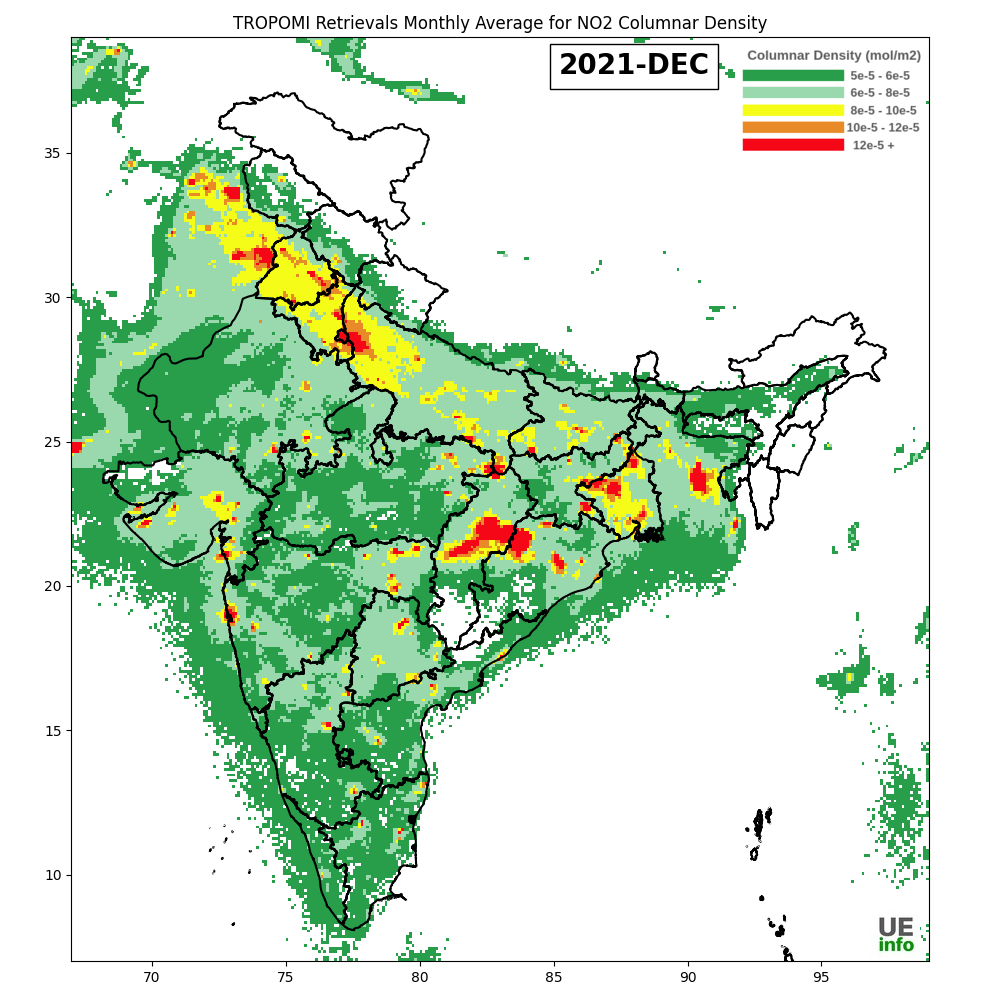 TROPOMI Retrievals Monthly Average for NO2 Columnar Density
2021-DEC
Columnar Density (mol/m2)
5e-5 - 6e-5
6e-5 - 8e-5
8e-5 - 10e-5
10e-5 - 12e-5
12e-5 +
35
30
25
20
15
10
70 75 80 85 90 95
UE
info